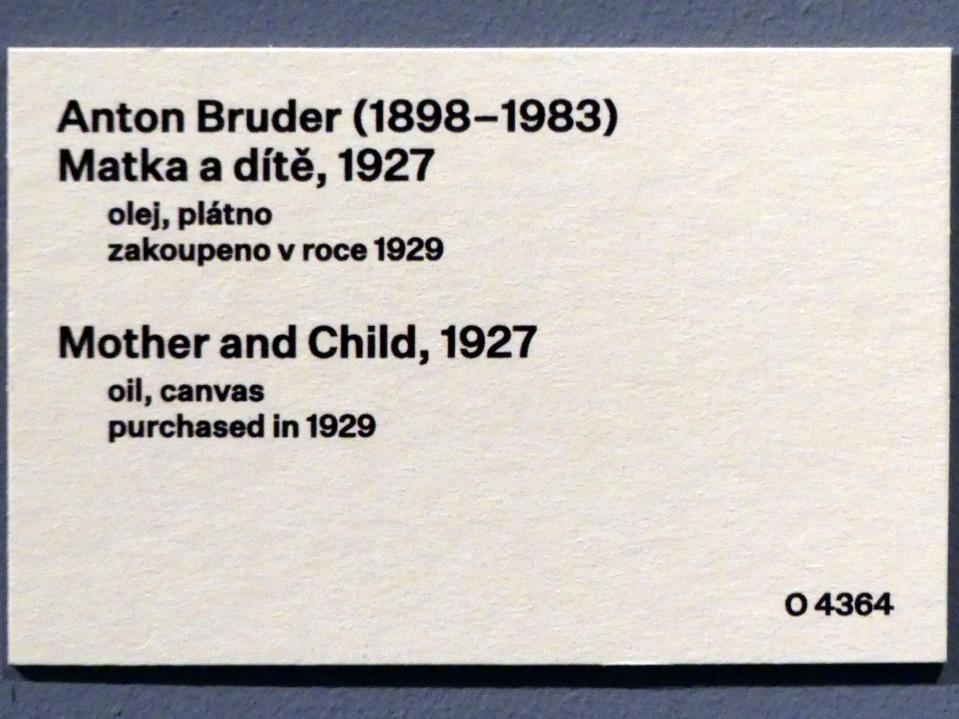 Anton Bruder (1898–1983)
Matka a dítě, 1927
olej, plátno
zakoupeno v roce 1929
Mother and Child, 1927
oil, canvas
purchased in 1929
O 4364